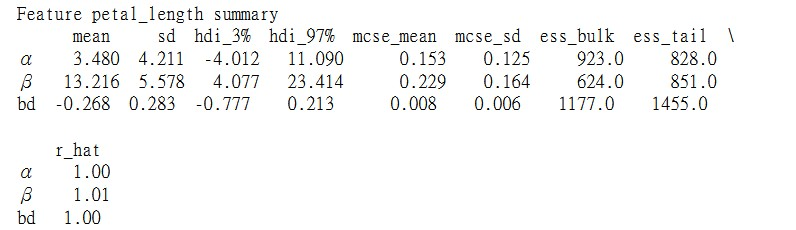 Feature petal_length summary
mean sd hdi_3% hdi_97% mcse_mean mcse_sd ess_bulk ess_tail \
α 3.480 4.211 -4.012 11.090 0.153 0.125 923.0 828.0
β 13.216 5.578 4.077 23.414 0.229 0.164 624.0 851.0
bd -0.268 0.283 -0.777 0.213 0.008 0.006 1177.0 1455.0
r_hat
α 1.00
β 1.01
bd 1.00